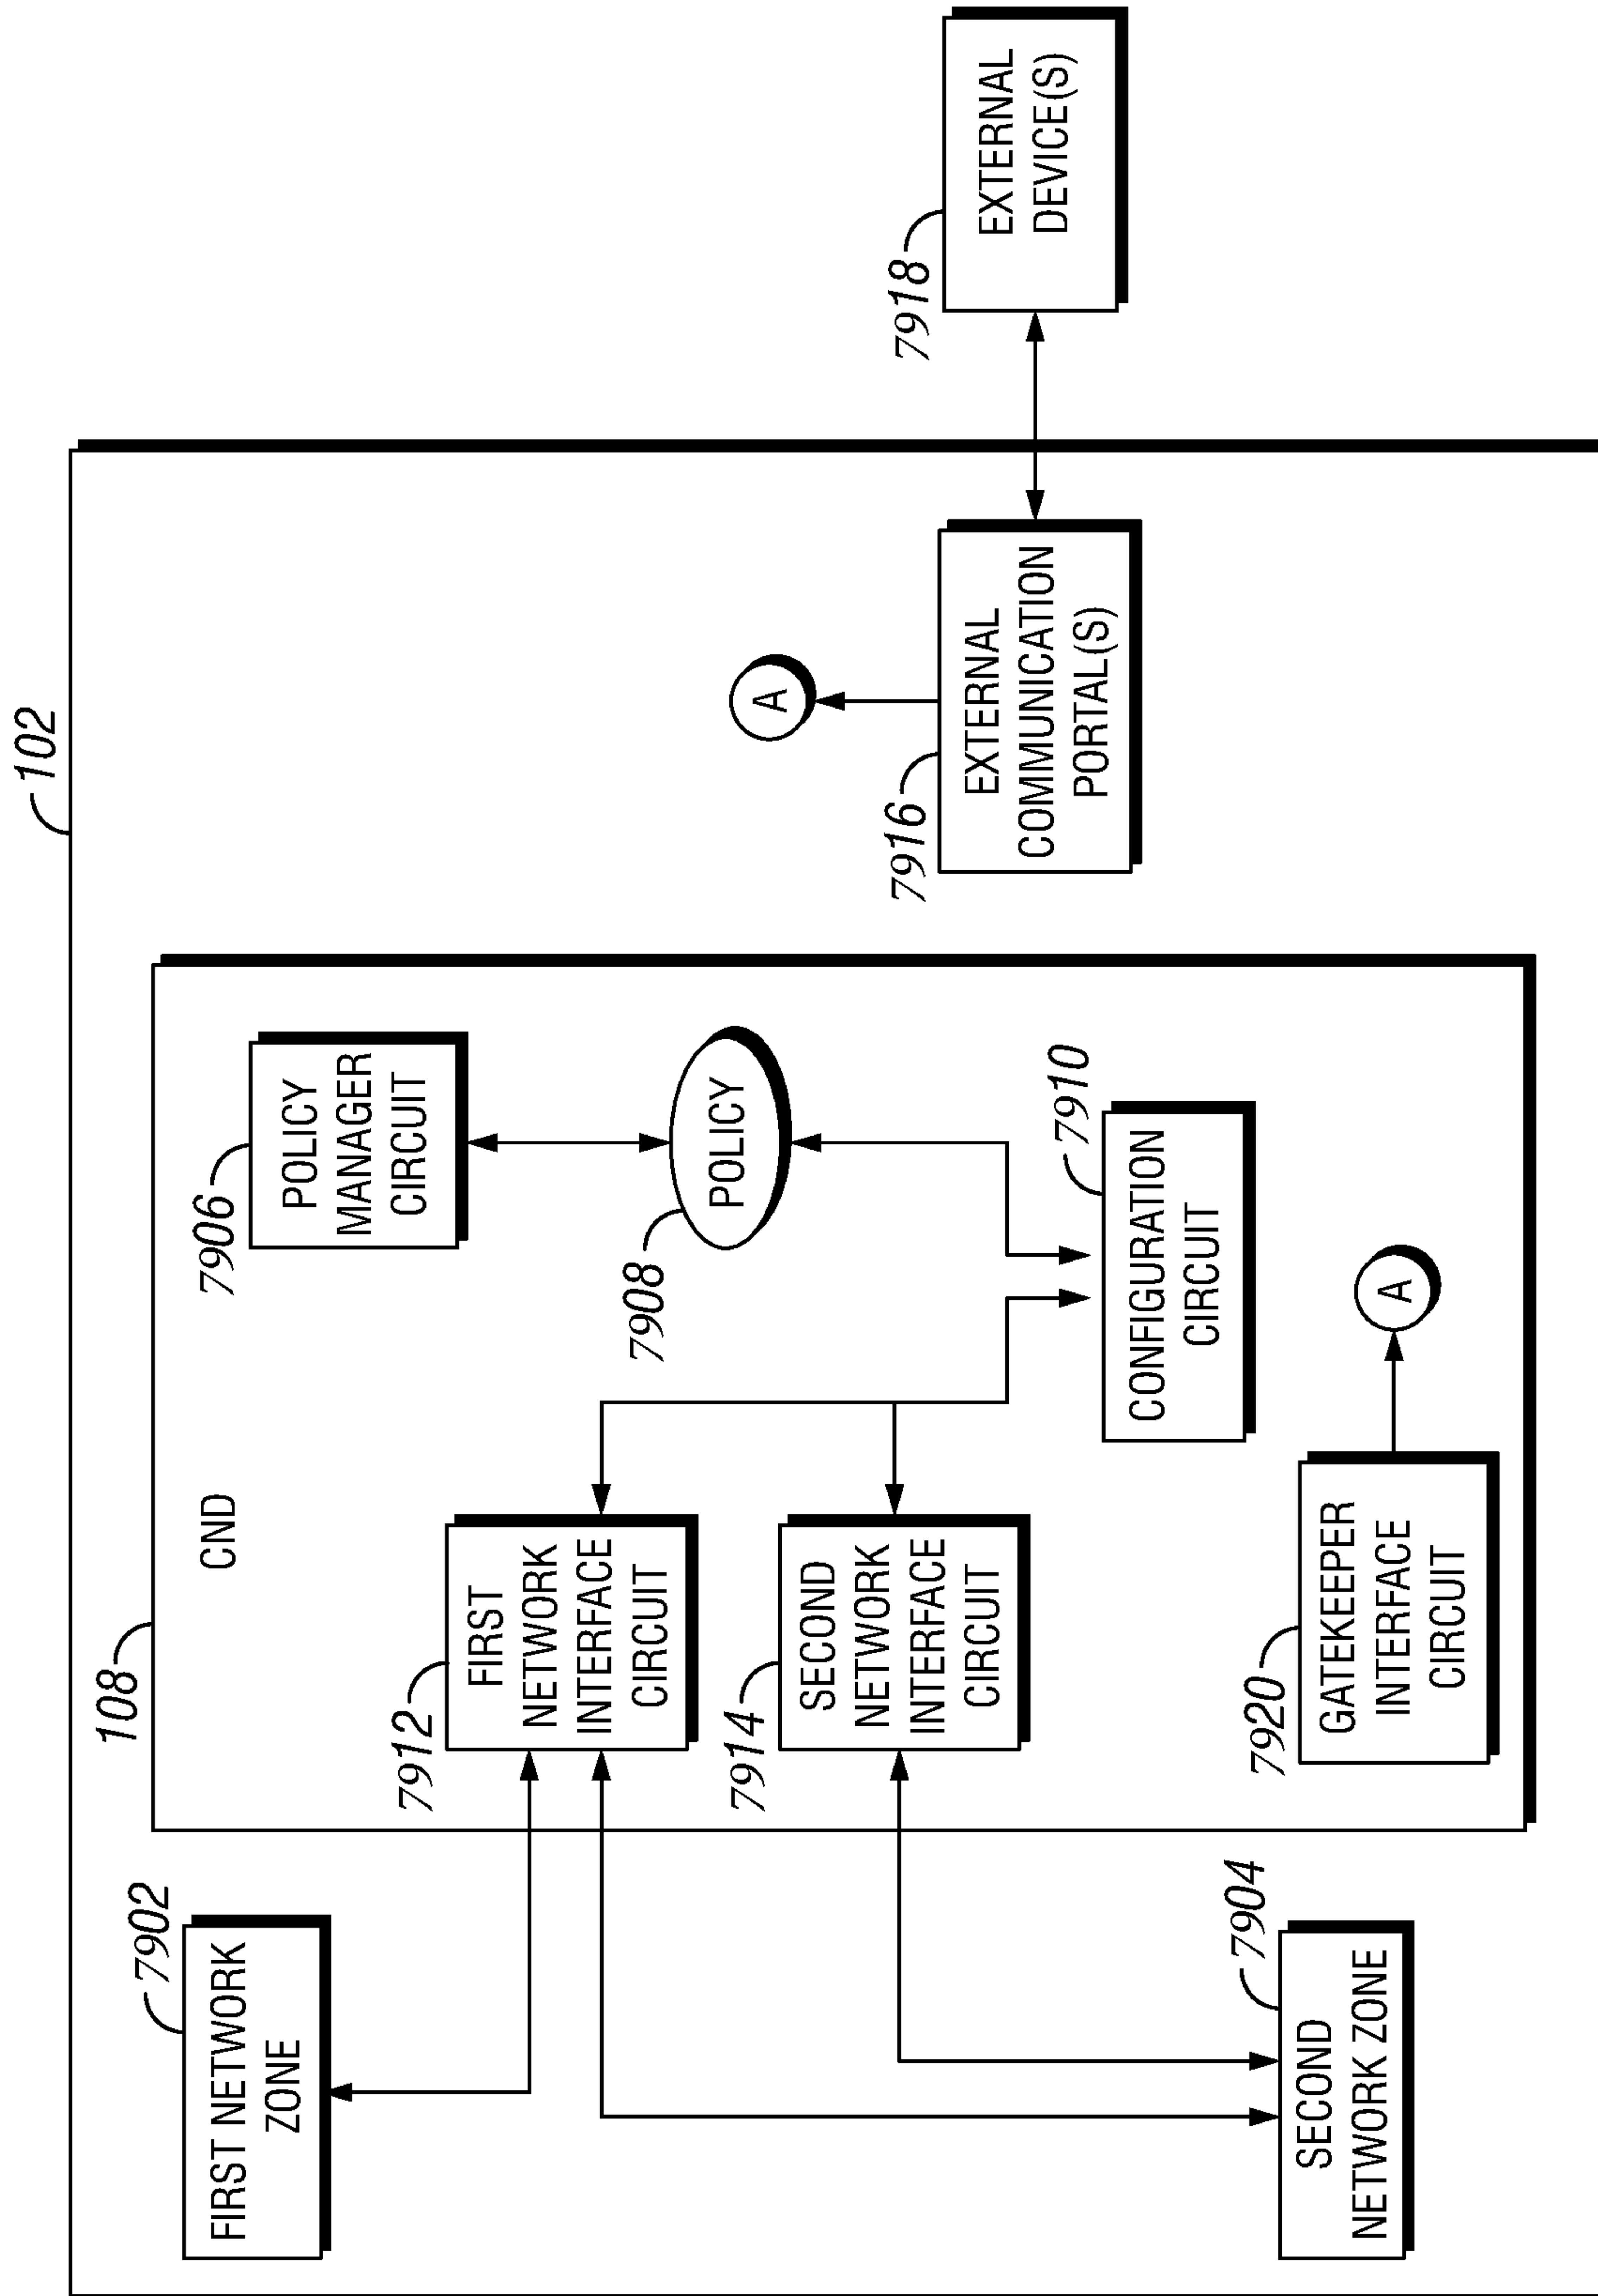 102
108
CND
7902
FIRST NETWORK
ZONE
7912
FIRST
NETWORK
INTERFACE
CIRCUIT
7906
POLICY
MANAGER
CIRCUIT
7908
POLICY
7914
SECOND
NETWORK
INTERFACE
CIRCUIT
A
7916
EXTERNAL
COMMUNICATION
PORTAL(S)
7918
EXTERNAL
DEVICE(S)
7910
CONFIGURATION
CIRCUIT
7904
SECOND
NETWORK ZONE
7920
GATEKEEPER
INTERFACE
CIRCUIT
A